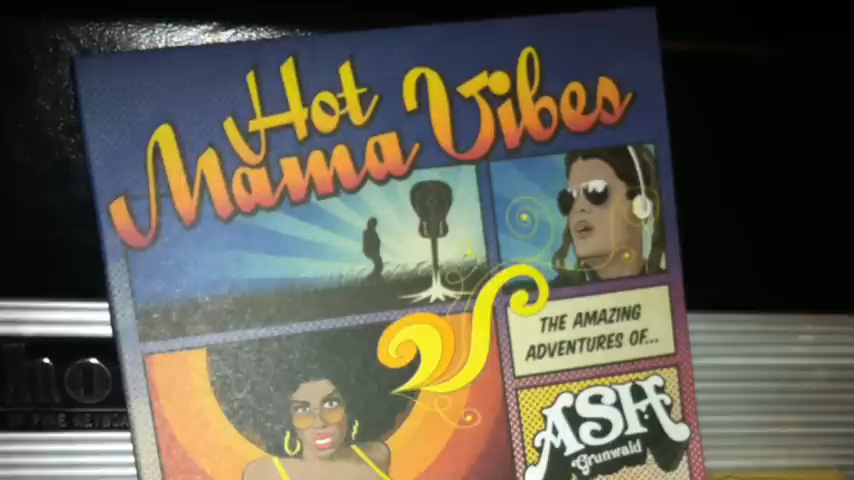 Hot
Mama Vibes
THE AMAZING
ADVENTURES OF...
ASH
Grunwald